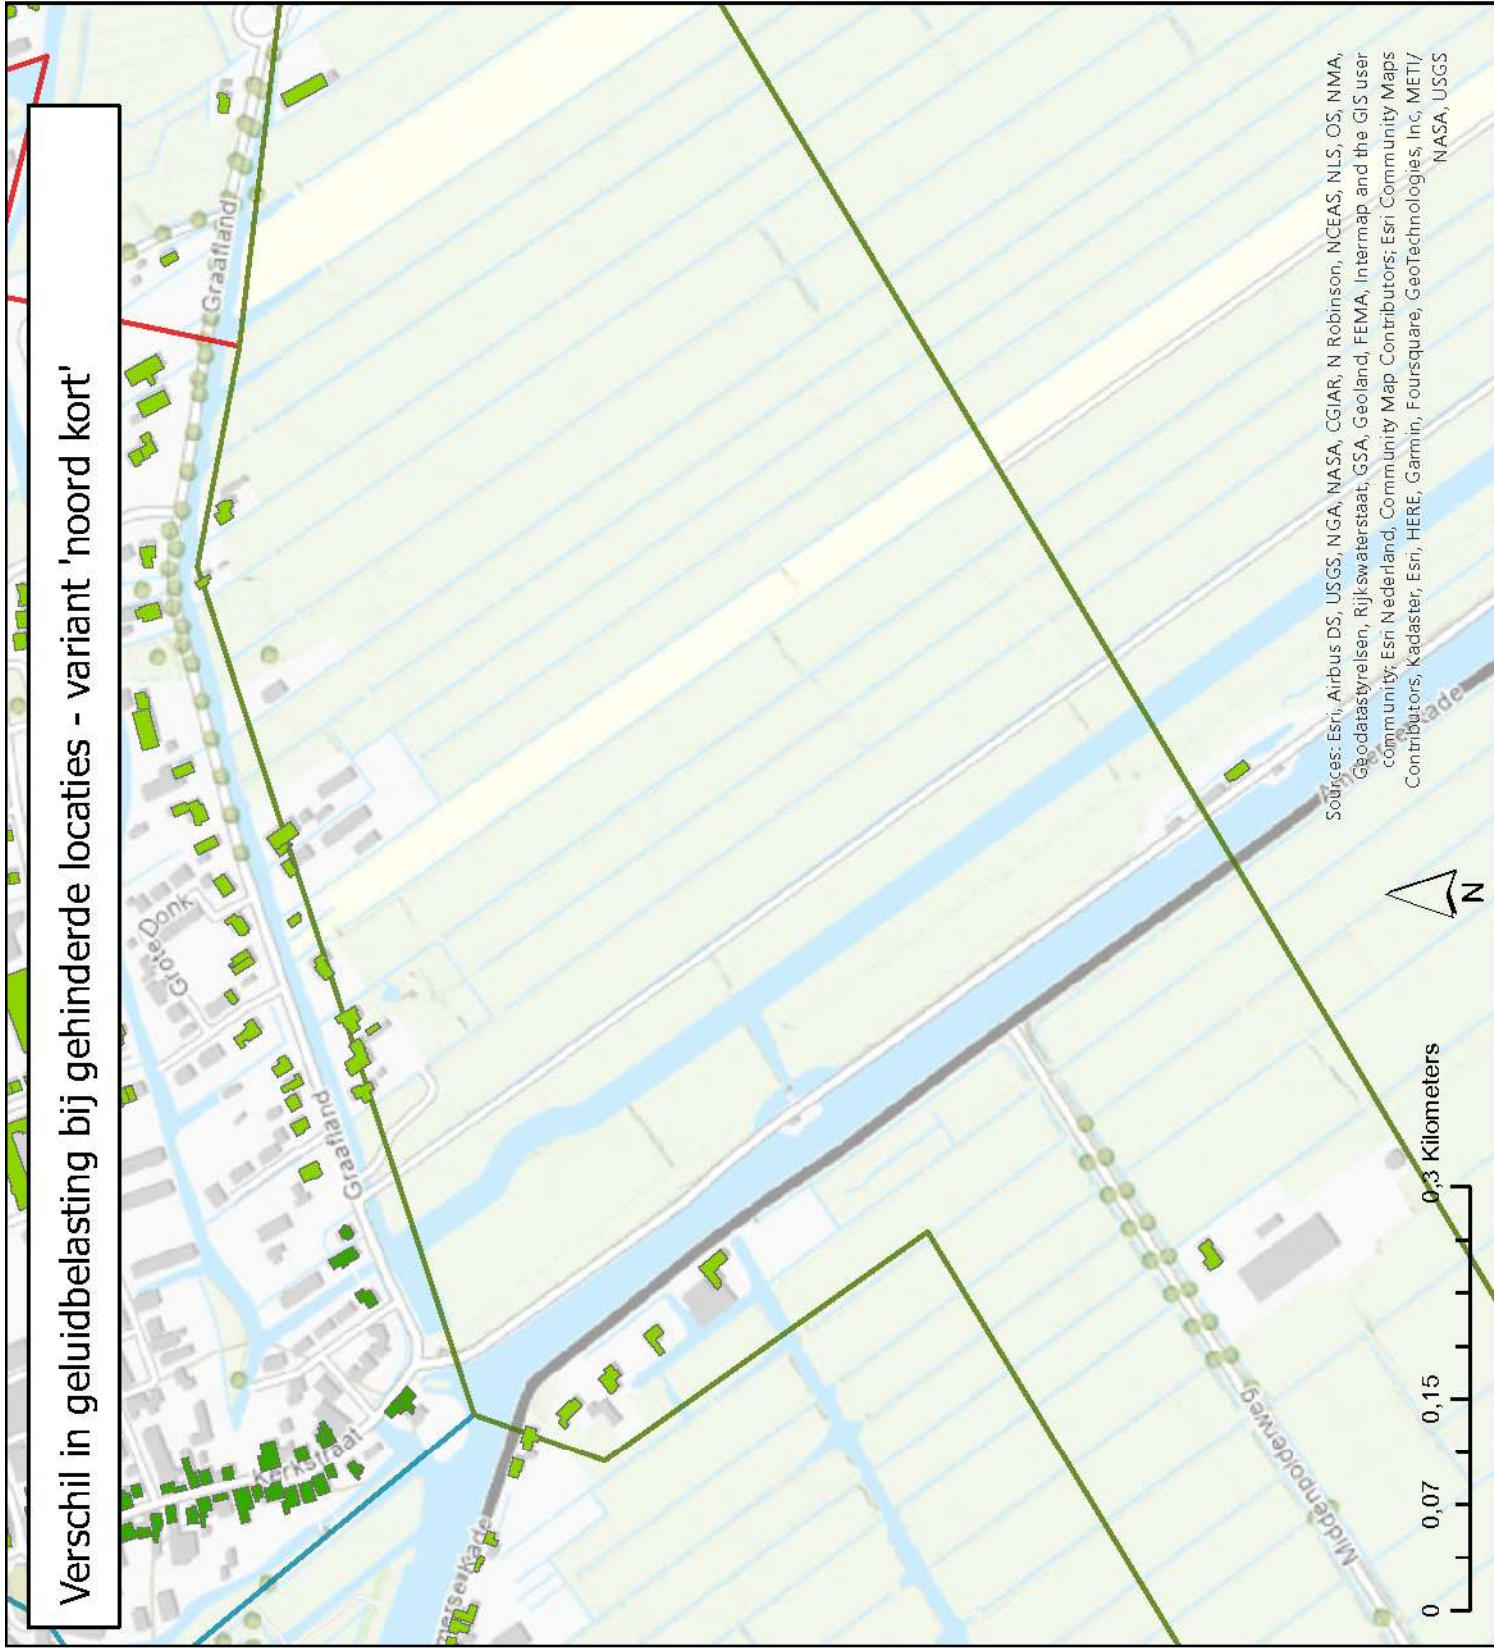 Verschil in geluidbelasting bij gehinderde locaties - variant 'noord kort'
Graafland
Grote Donk
Graafland
Kerkstraat
Ammersekade
Middenpolderweg
Sources: Esri, Airbus DS, USGS, NGA, NASA, CGIAR, N Robinson, NCEAS, NLS, OS, NMA,
Geodatastyrelsen, Rijkswaterstaat, GSA, Geoland, FEMA, Intermap and the GIS user
community; Esri Nederland, Community Map Contributors; Esri Community Maps
Contributors, Kadaster, Esri, HERE, Garmin, Foursquare, GeoTechnologies, Inc, METI/
NASA, USGS
N
0 0,07 0,15 0,3 Kilometers